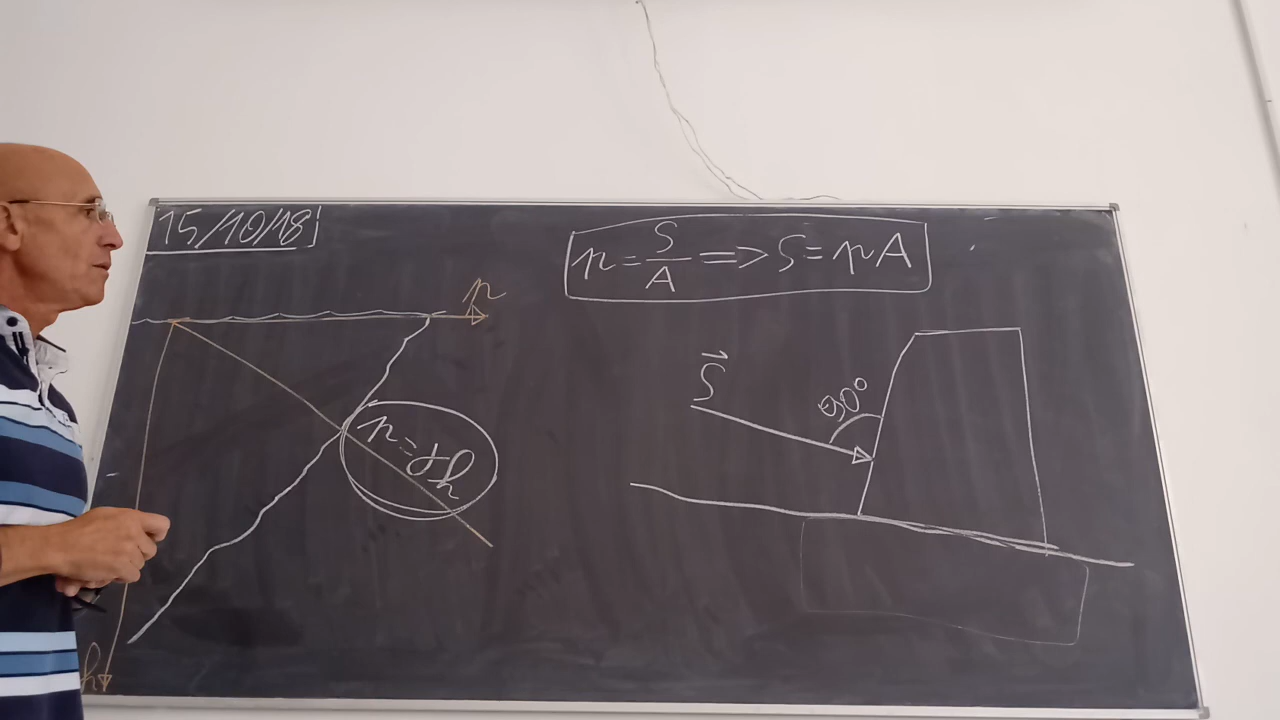 15/10/18
p = S/A => S = pA
p
S
90°
p = γh
h